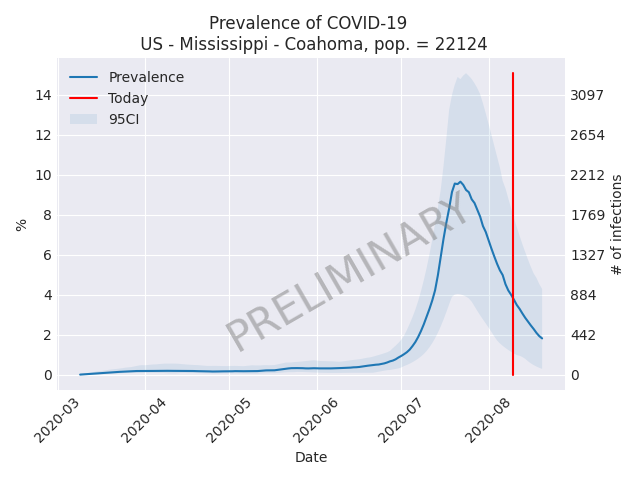 Prevalence of COVID-19
US - Mississippi - Coahoma, pop. = 22124
Prevalence
Today
95CI
14
12
10
8
6
4
2
0
%
3097
2654
2212
1769
1327
884
442
0
# of infections
PRELIMINARY
2020-03
2020-04
2020-05
2020-06
2020-07
2020-08
Date